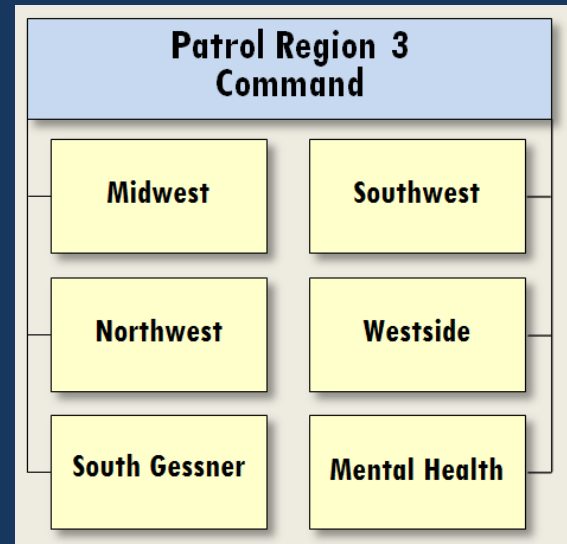 Patrol Region 3
Command
Midwest
Southwest
Northwest
Westside
South Gessner
Mental Health